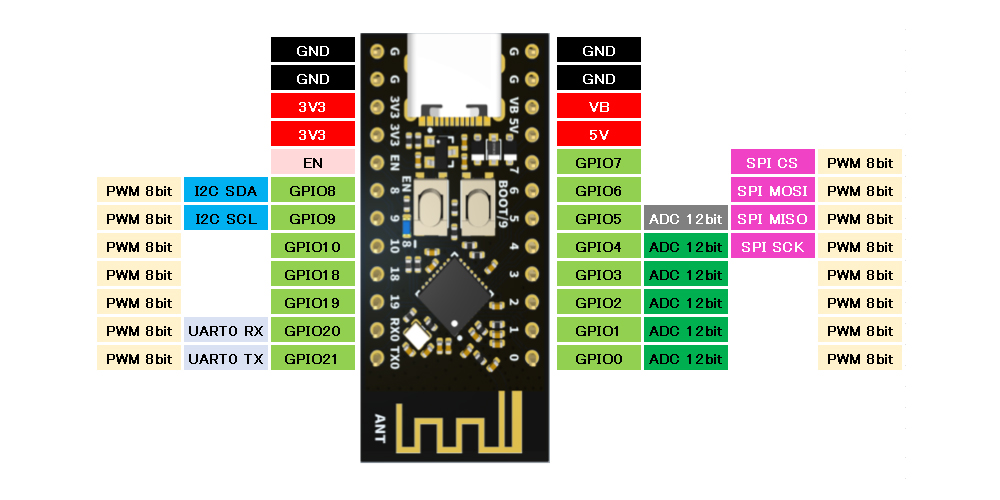 GND G G GND
GND G G GND
3V3 3V3 VB VB
3V3 3V3 5V 5V
EN EN 7 GPIO7 SPI CS PWM 8bit
PWM 8bit I2C SDA GPIO8 8 EN BOOT/9 6 GPIO6 SPI MOSI PWM 8bit
PWM 8bit I2C SCL GPIO9 9 8 5 GPIO5 ADC 12bit SPI MISO PWM 8bit
PWM 8bit GPIO10 10 4 GPIO4 ADC 12bit SPI SCK PWM 8bit
PWM 8bit GPIO18 18 3 GPIO3 ADC 12bit PWM 8bit
PWM 8bit GPIO19 19 2 GPIO2 ADC 12bit PWM 8bit
PWM 8bit UART0 RX GPIO20 RX0 1 GPIO1 ADC 12bit PWM 8bit
PWM 8bit UART0 TX GPIO21 TX0 0 GPIO0 ADC 12bit PWM 8bit
ANT